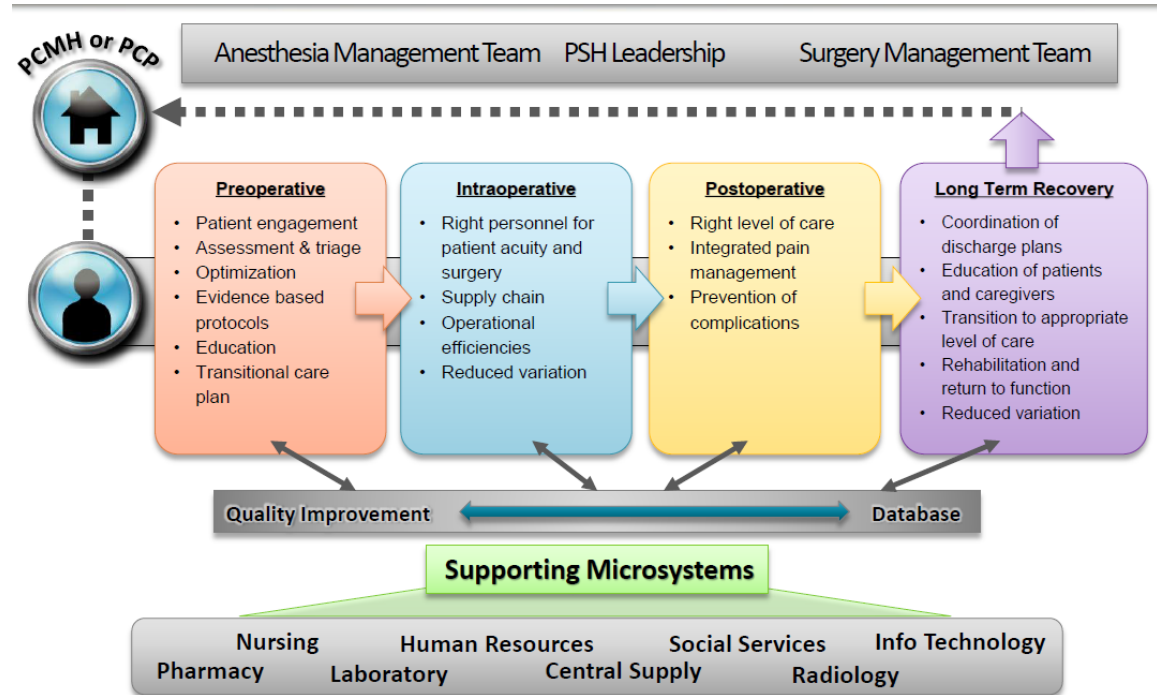 PCMH or PCP
Anesthesia Management Team PSH Leadership Surgery Management Team
Preoperative
• Patient engagement
• Assessment & triage
• Optimization
• Evidence based
protocols
• Education
• Transitional care
plan
Intraoperative
• Right personnel for
patient acuity and
surgery
• Supply chain
• Operational
efficiencies
• Reduced variation
Postoperative
• Right level of care
• Integrated pain
management
• Prevention of
complications
Long Term Recovery
• Coordination of
discharge plans
• Education of patients
and caregivers
• Transition to appropriate
level of care
• Rehabilitation and
return to function
• Reduced variation
Quality Improvement Database
Supporting Microsystems
Nursing Human Resources Social Services Info Technology
Pharmacy Laboratory Central Supply Radiology